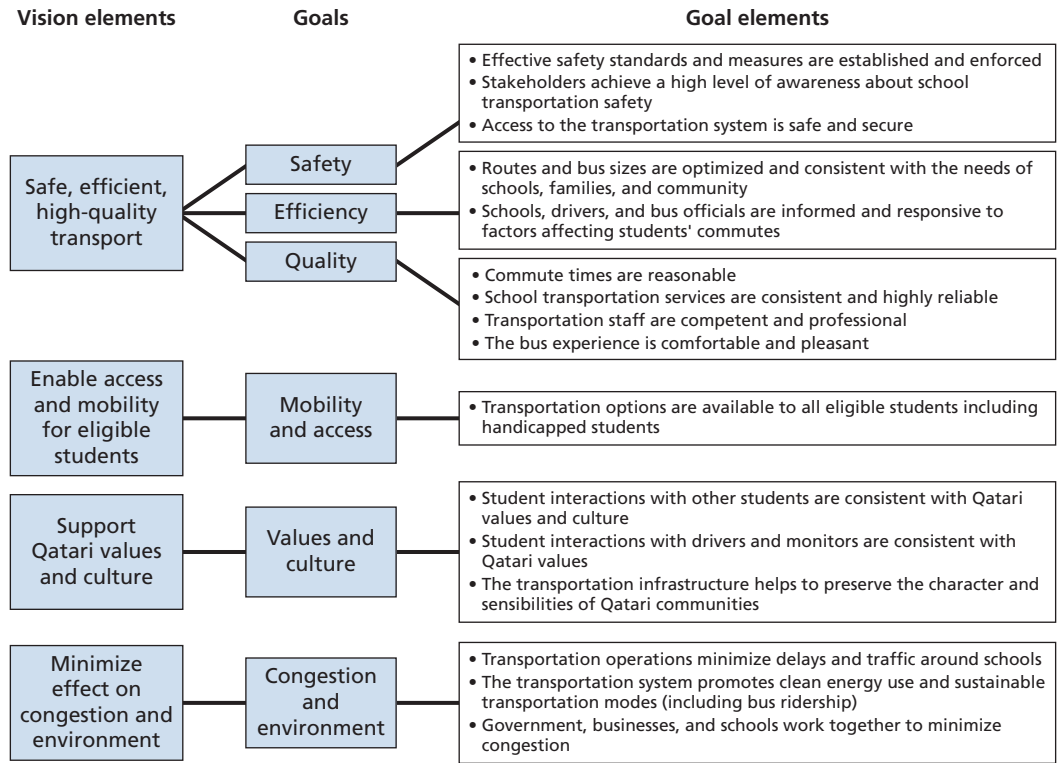 Vision elements
Goals
Goal elements
Safe, efficient,
high-quality
transport
Safety
• Effective safety standards and measures are established and enforced
• Stakeholders achieve a high level of awareness about school
transportation safety
• Access to the transportation system is safe and secure
Efficiency
• Routes and bus sizes are optimized and consistent with the needs of
schools, families, and community
• Schools, drivers, and bus officials are informed and responsive to
factors affecting students' commutes
Quality
• Commute times are reasonable
• School transportation services are consistent and highly reliable
• Transportation staff are competent and professional
• The bus experience is comfortable and pleasant
Enable access
and mobility
for eligible
students
Mobility
and access
• Transportation options are available to all eligible students including
handicapped students
Support
Qatari values
and culture
Values and
culture
• Student interactions with other students are consistent with Qatari
values and culture
• Student interactions with drivers and monitors are consistent with
Qatari values
• The transportation infrastructure helps to preserve the character and
sensibilities of Qatari communities
Minimize
effect on
congestion and
environment
Congestion
and
environment
• Transportation operations minimize delays and traffic around schools
• The transportation system promotes clean energy use and sustainable
transportation modes (including bus ridership)
• Government, businesses, and schools work together to minimize
congestion